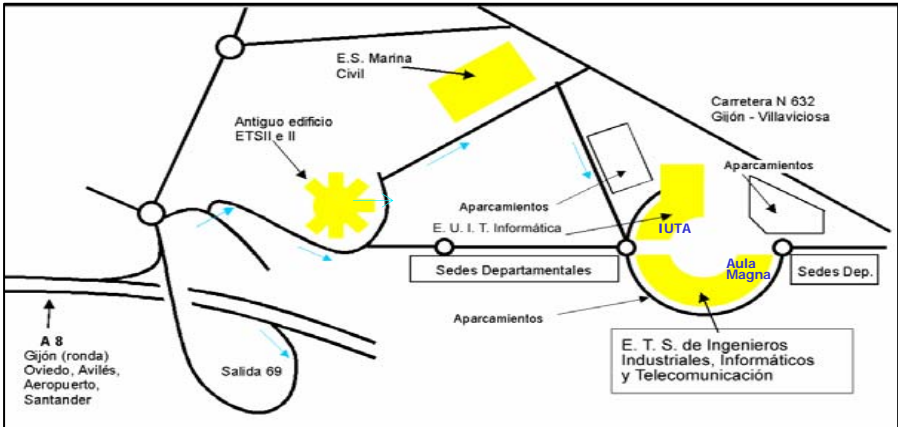 E.S. Marina
Civil
Antiguo edificio
ETSII e II
Carretera N 632
Gijón - Villaviciosa
Aparcamientos
Aparcamientos
E. U. I. T. Informática
IUTA
Sedes Departamentales
Aula
Magna
Sedes Dep.
Aparcamientos
A 8
Gijón (ronda)
Oviedo, Avilés,
Aeropuerto,
Santander
Salida 69
E. T. S. de Ingenieros
Industriales, Informáticos
y Telecomunicación